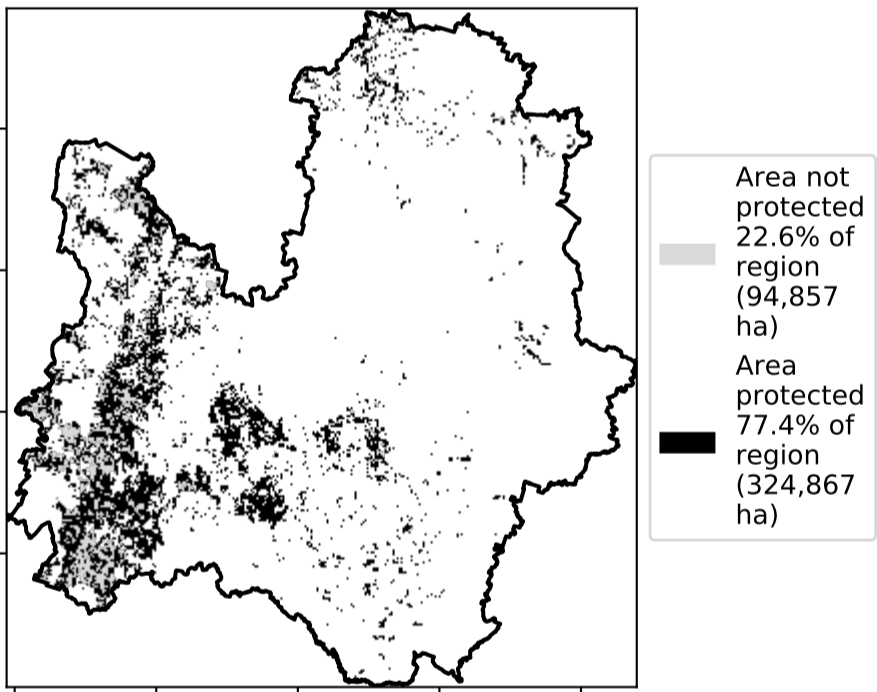 Area not
protected
22.6% of
region
(94,857
ha)
Area
protected
77.4% of
region
(324,867
ha)